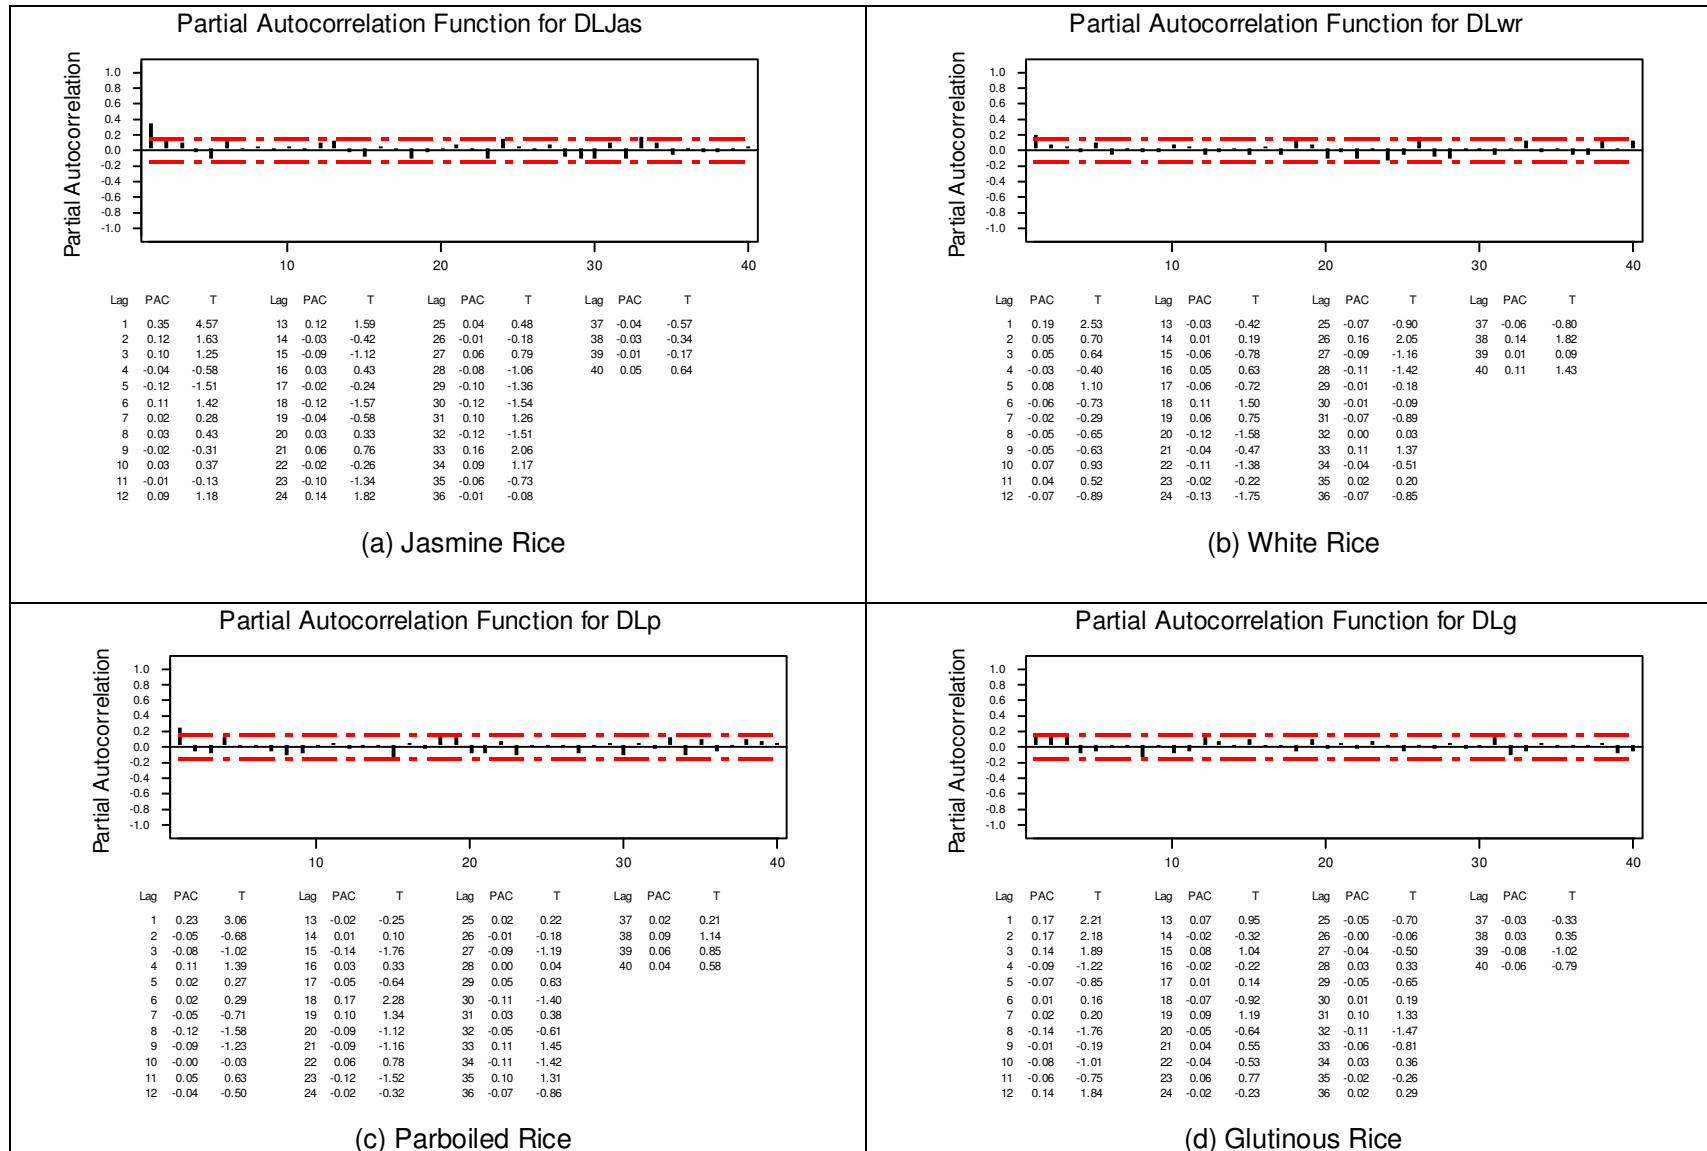 Partial Autocorrelation Function for DLJas
Partial Autocorrelation
1.0
0.8
0.6
0.4
0.2
0.0
-0.2
-0.4
-0.6
-0.8
-1.0
10 20 30 40
Lag PAC T Lag PAC T Lag PAC T Lag PAC T
1 0.35 4.57 13 0.12 1.59 25 0.04 0.48 37 -0.04 -0.57
2 0.12 1.63 14 -0.03 -0.42 26 -0.01 -0.18 38 -0.03 -0.34
3 0.10 1.25 15 -0.09 -1.12 27 0.06 0.79 39 -0.01 -0.17
4 -0.04 -0.58 16 0.03 0.43 28 -0.08 -1.06 40 0.05 0.64
5 -0.12 -1.51 17 -0.02 -0.24 29 -0.10 -1.36
6 0.11 1.42 18 -0.12 -1.57 30 -0.12 -1.54
7 0.02 0.28 19 -0.04 -0.58 31 0.10 1.26
8 0.03 0.43 20 0.03 0.33 32 -0.12 -1.51
9 -0.02 -0.31 21 0.06 0.76 33 0.16 2.06
10 0.03 0.37 22 -0.02 -0.26 34 0.09 1.17
11 -0.01 -0.13 23 -0.10 -1.34 35 -0.06 -0.73
12 0.09 1.18 24 0.14 1.82 36 -0.01 -0.08
(a) Jasmine Rice
Partial Autocorrelation Function for DLwr
Partial Autocorrelation
1.0
0.8
0.6
0.4
0.2
0.0
-0.2
-0.4
-0.6
-0.8
-1.0
10 20 30 40
Lag PAC T Lag PAC T Lag PAC T Lag PAC T
1 0.19 2.53 13 -0.03 -0.42 25 -0.07 -0.90 37 -0.06 -0.80
2 0.05 0.70 14 0.01 0.19 26 0.16 2.05 38 0.14 1.82
3 0.05 0.64 15 -0.06 -0.78 27 -0.09 -1.16 39 0.01 0.09
4 -0.03 -0.40 16 0.05 0.63 28 -0.11 -1.42 40 0.11 1.43
5 0.08 1.10 17 -0.06 -0.72 29 -0.01 -0.18
6 -0.06 -0.73 18 0.11 1.50 30 -0.01 -0.09
7 -0.02 -0.29 19 0.06 0.75 31 -0.07 -0.89
8 -0.05 -0.65 20 -0.12 -1.58 32 0.00 0.03
9 -0.05 -0.63 21 -0.04 -0.47 33 0.11 1.37
10 0.07 0.93 22 -0.11 -1.38 34 -0.04 -0.51
11 0.04 0.52 23 -0.02 -0.22 35 0.02 0.20
12 -0.07 -0.89 24 -0.13 -1.75 36 -0.07 -0.85
(b) White Rice
Partial Autocorrelation Function for DLp
Partial Autocorrelation
1.0
0.8
0.6
0.4
0.2
0.0
-0.2
-0.4
-0.6
-0.8
-1.0
10 20 30 40
Lag PAC T Lag PAC T Lag PAC T Lag PAC T
1 0.23 3.06 13 -0.02 -0.25 25 0.02 0.22 37 0.02 0.21
2 -0.05 -0.68 14 0.01 0.10 26 -0.01 -0.18 38 0.09 1.14
3 -0.08 -1.02 15 -0.14 -1.76 27 -0.09 -1.19 39 0.06 0.85
4 0.11 1.39 16 0.03 0.33 28 0.00 0.04 40 0.04 0.58
5 0.02 0.27 17 -0.05 -0.64 29 0.05 0.63
6 0.02 0.29 18 0.17 2.28 30 -0.11 -1.40
7 -0.05 -0.71 19 0.10 1.34 31 0.03 0.38
8 -0.12 -1.58 20 -0.09 -1.12 32 -0.05 -0.61
9 -0.09 -1.23 21 -0.09 -1.16 33 0.11 1.45
10 -0.00 -0.03 22 0.06 0.78 34 -0.11 -1.42
11 0.05 0.63 23 -0.12 -1.52 35 0.10 1.31
12 -0.04 -0.50 24 -0.02 -0.32 36 -0.07 -0.86
(c) Parboiled Rice
Partial Autocorrelation Function for DLg
Partial Autocorrelation
1.0
0.8
0.6
0.4
0.2
0.0
-0.2
-0.4
-0.6
-0.8
-1.0
10 20 30 40
Lag PAC T Lag PAC T Lag PAC T Lag PAC T
1 0.17 2.21 13 0.07 0.95 25 -0.05 -0.70 37 -0.03 -0.33
2 0.17 2.18 14 -0.02 -0.32 26 -0.00 -0.06 38 0.03 0.35
3 0.14 1.89 15 0.08 1.04 27 -0.04 -0.50 39 -0.08 -1.02
4 -0.09 -1.22 16 -0.02 -0.22 28 0.03 0.33 40 -0.06 -0.79
5 -0.07 -0.85 17 0.01 0.14 29 -0.05 -0.65
6 0.01 0.16 18 -0.07 -0.92 30 0.01 0.19
7 0.02 0.20 19 0.09 1.19 31 0.10 1.33
8 -0.14 -1.76 20 -0.05 -0.64 32 -0.11 -1.47
9 -0.01 -0.19 21 0.04 0.55 33 -0.06 -0.81
10 -0.08 -1.01 22 -0.04 -0.53 34 0.03 0.36
11 -0.06 -0.75 23 0.06 0.77 35 -0.02 -0.26
12 0.14 1.84 24 -0.02 -0.23 36 0.02 0.29
(d) Glutinous Rice